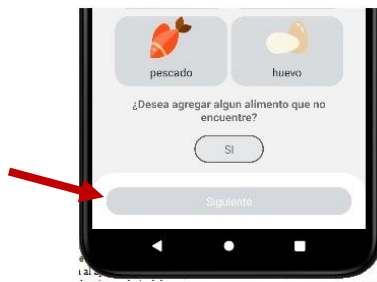 pescado huevo
¿Desea agregar algun alimento que no
encuentre?
SI
Siguiente